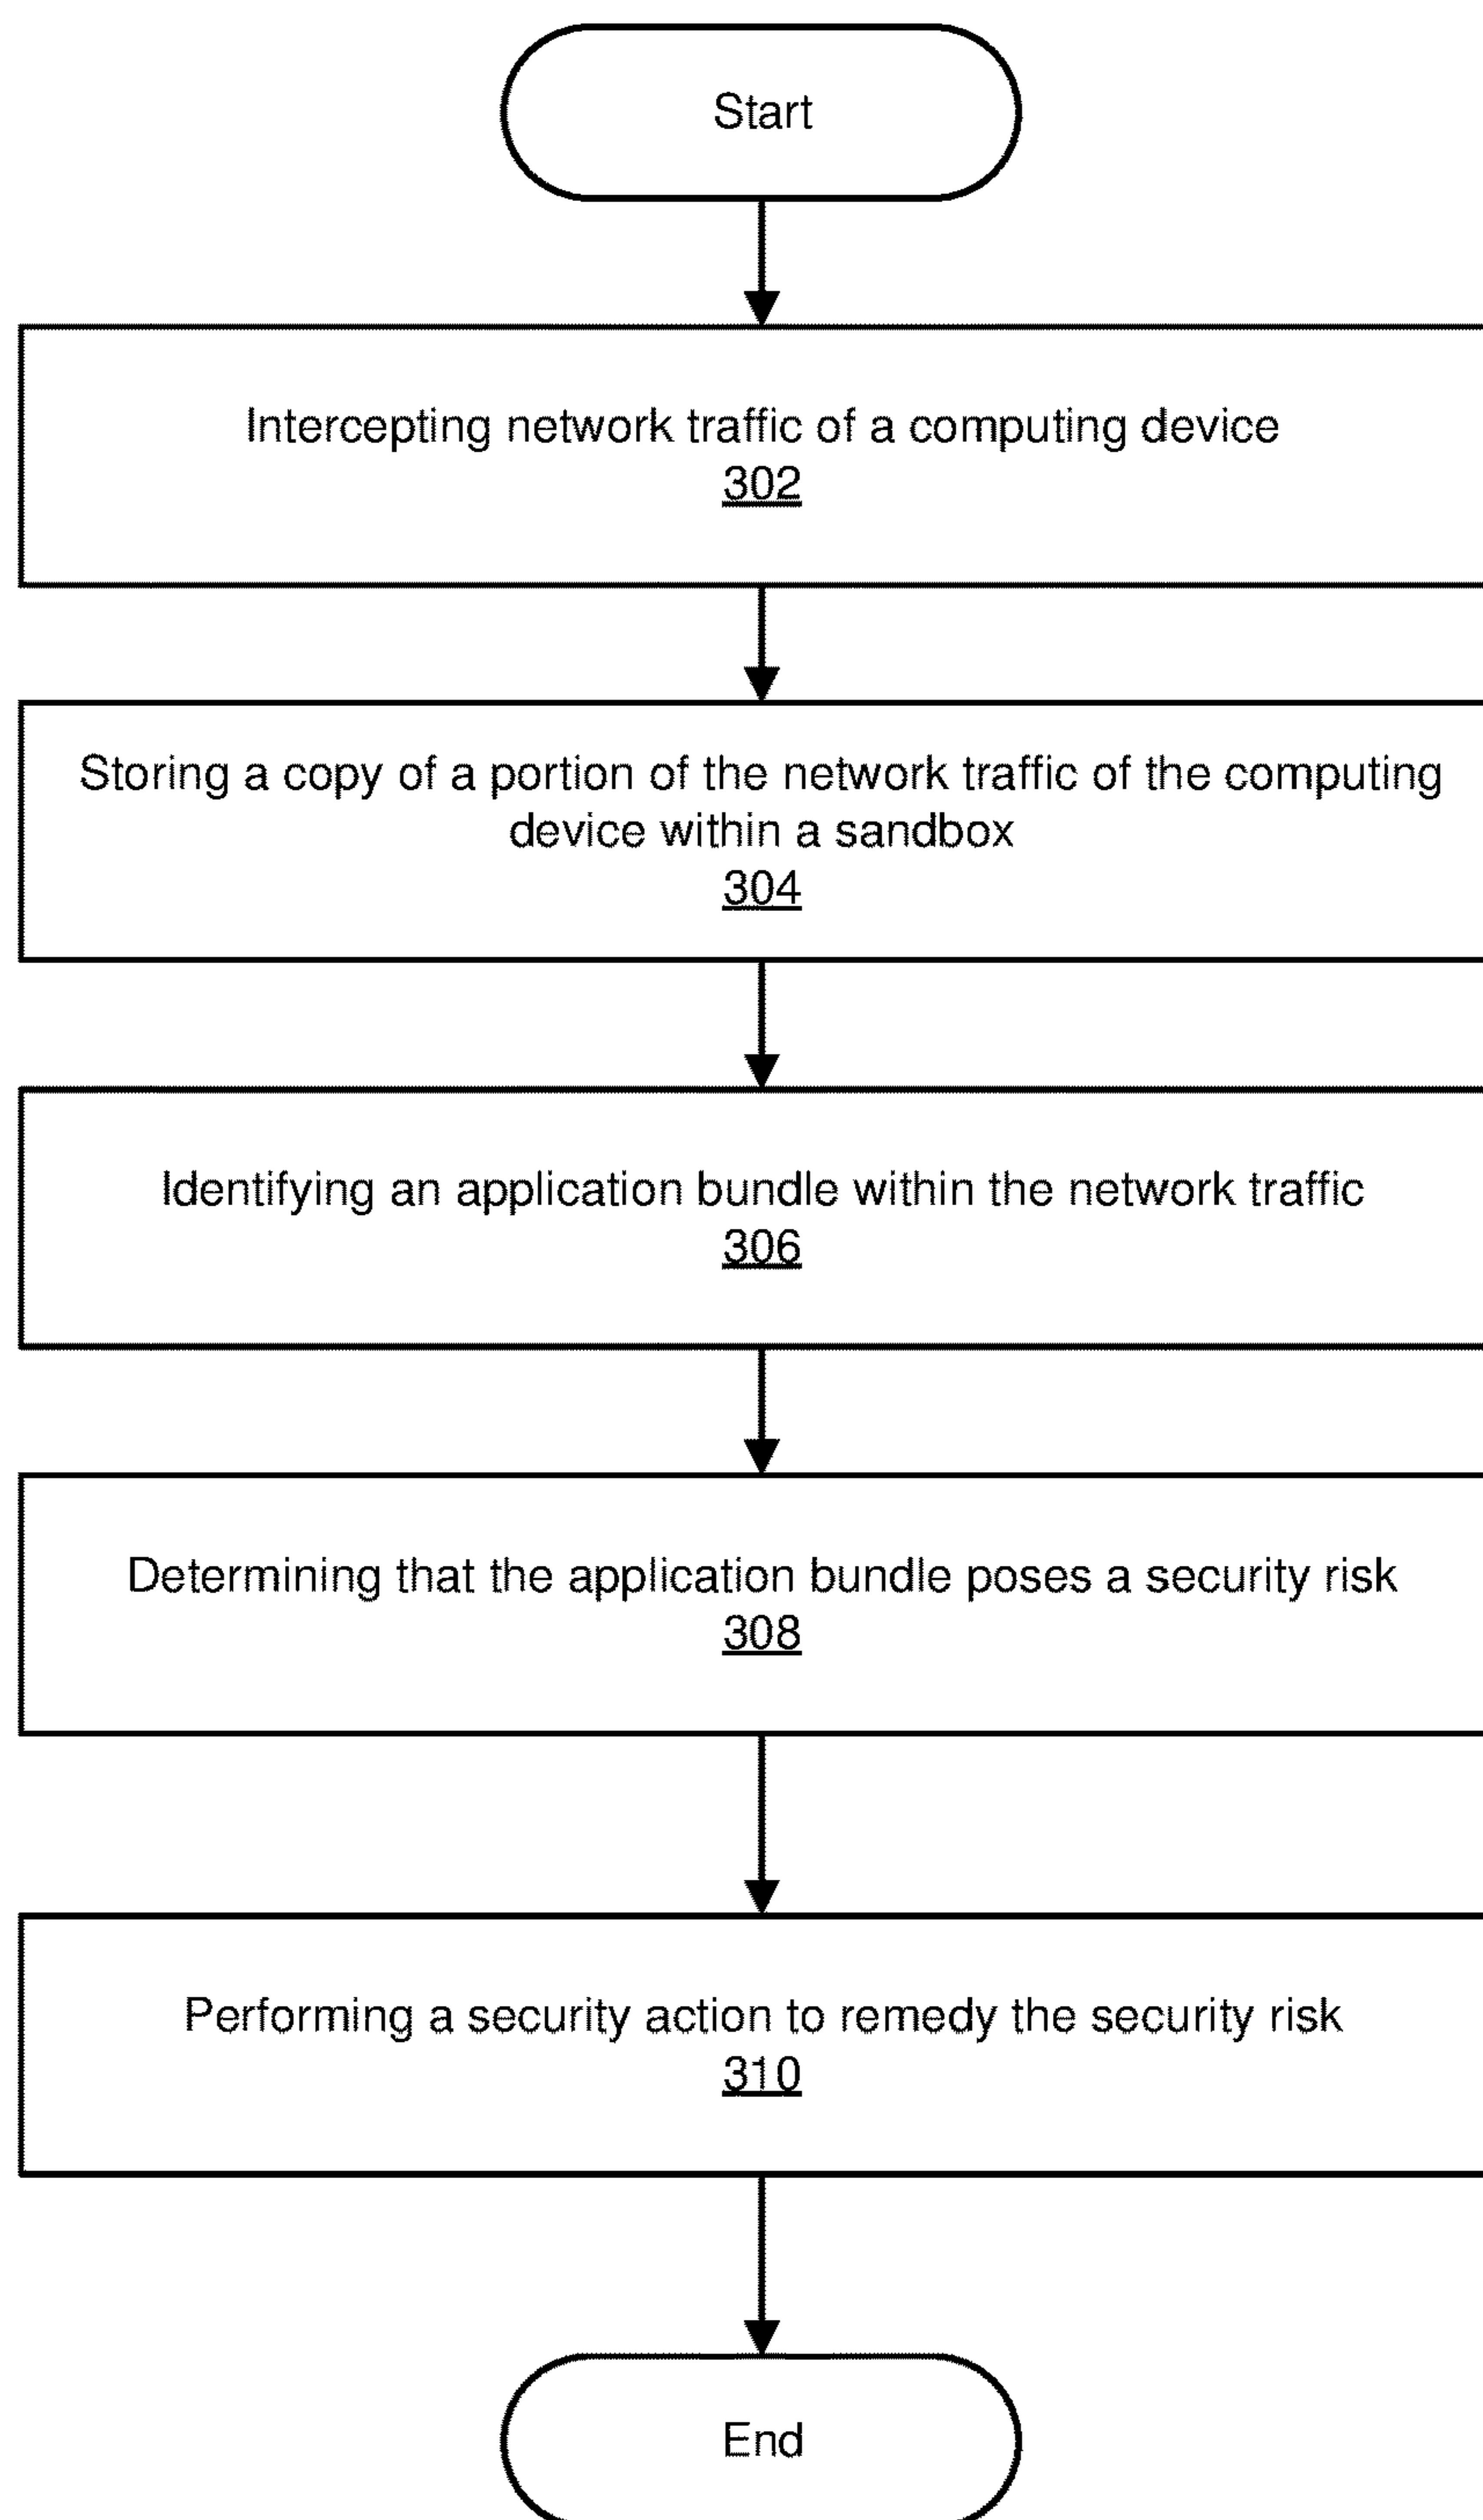 Start
Intercepting network traffic of a computing device
302
Storing a copy of a portion of the network traffic of the computing
device within a sandbox
304
Identifying an application bundle within the network traffic
306
Determining that the application bundle poses a security risk
308
Performing a security action to remedy the security risk
310
End